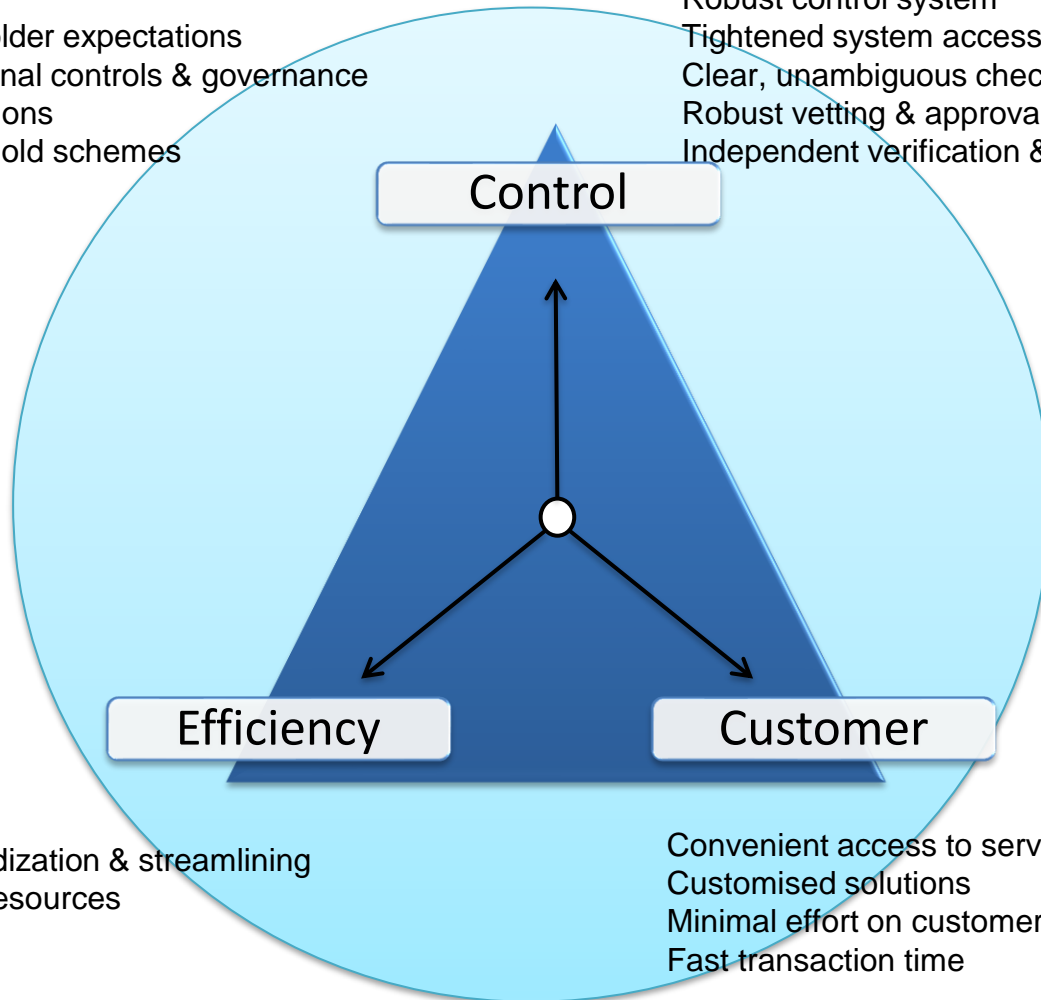 older expectations
nal controls & governance
ons
old schemes
Robust control system
Tightened system access
Clear, unambiguous chec
Robust vetting & approva
Independent verification &
Control
Efficiency
Customer
dization & streamlining
esources
Convenient access to serv
Customised solutions
Minimal effort on customer
Fast transaction time